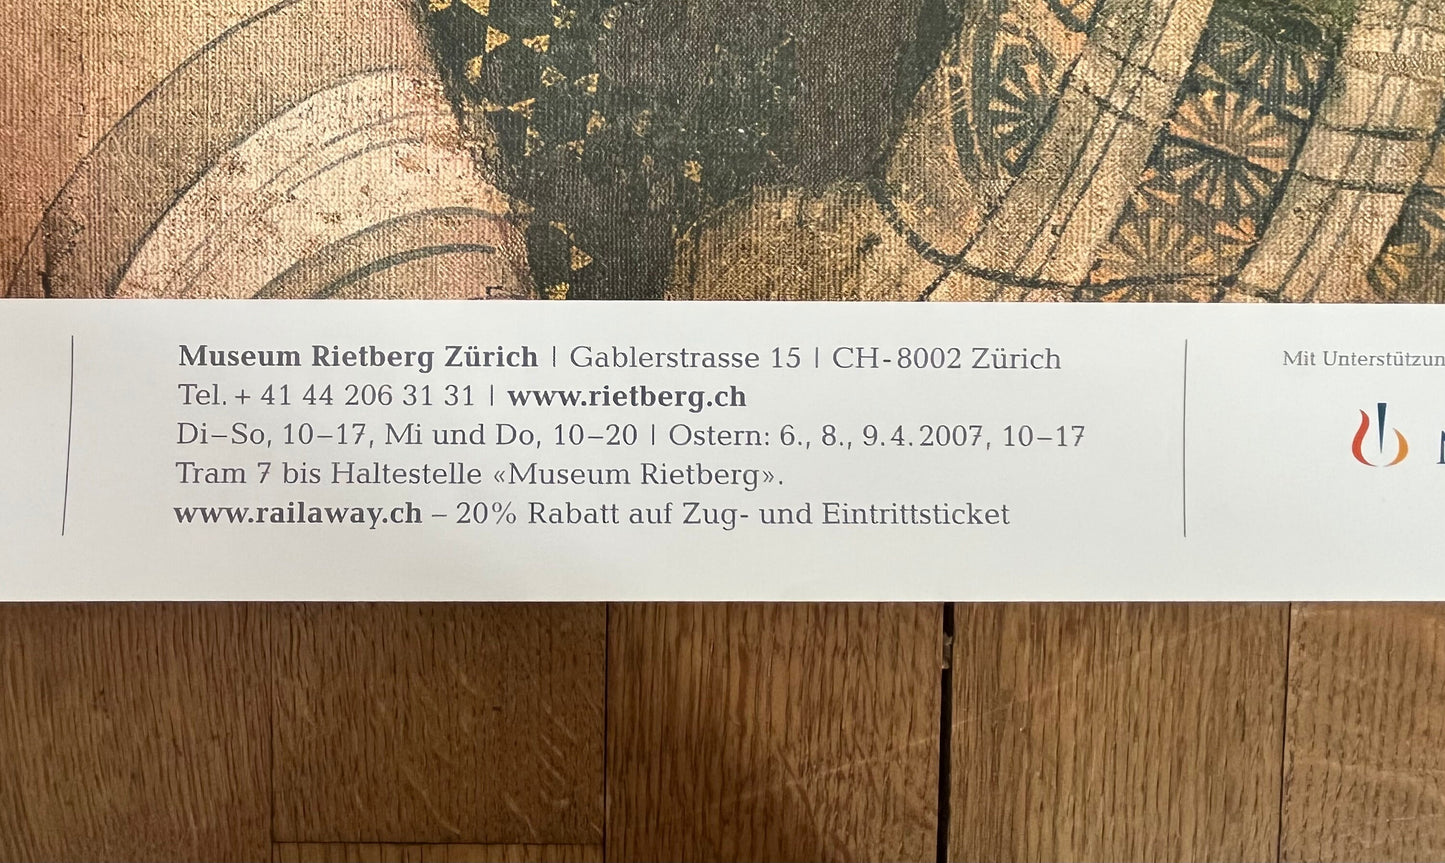 Museum Rietberg Zürich | Gablerstrasse 15 | CH-8002 Zürich
Tel. + 41 44 206 31 31 | www.rietberg.ch
Di–So, 10–17, Mi und Do, 10–20 | Ostern: 6., 8., 9.4.2007, 10–17
Tram 7 bis Haltestelle «Museum Rietberg».
www.railaway.ch – 20% Rabatt auf Zug- und Eintrittsticket
Mit Unterstützun